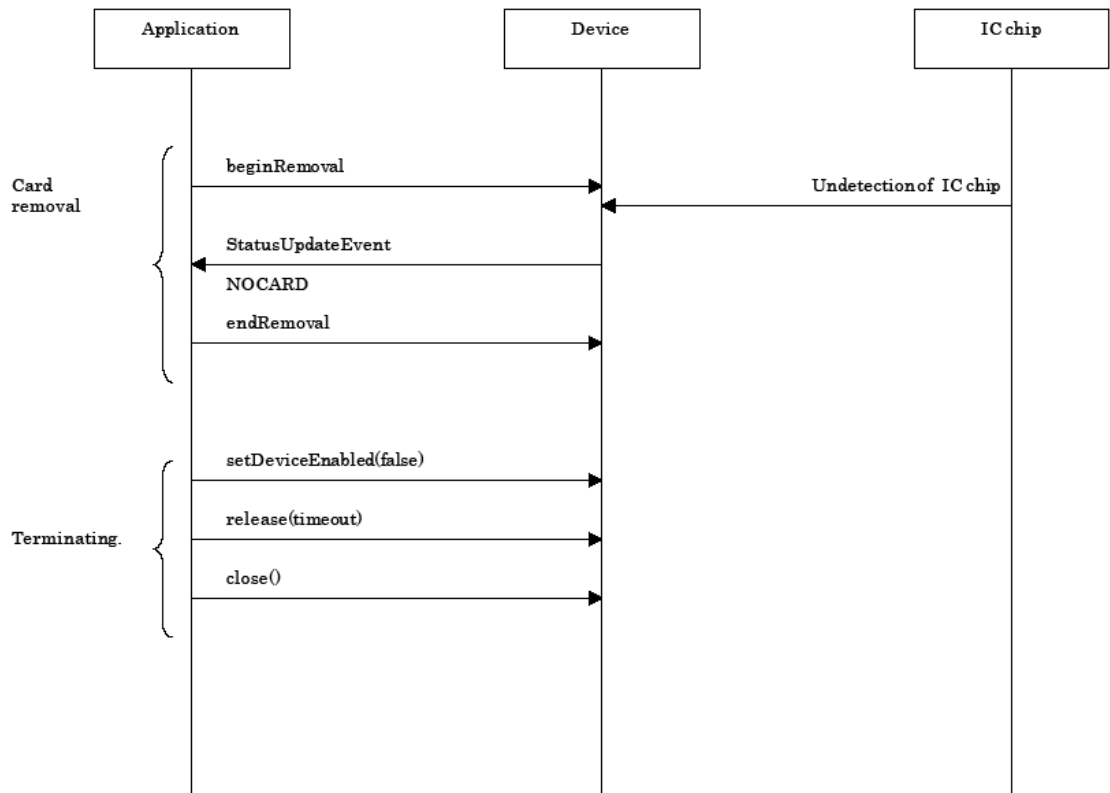 Application
Device
IC chip
beginRemoval
Card
removal
Undetection of IC chip
StatusUpdateEvent
NOCARD
endRemoval
setDeviceEnabled(false)
release(timeout)
Terminating.
close()